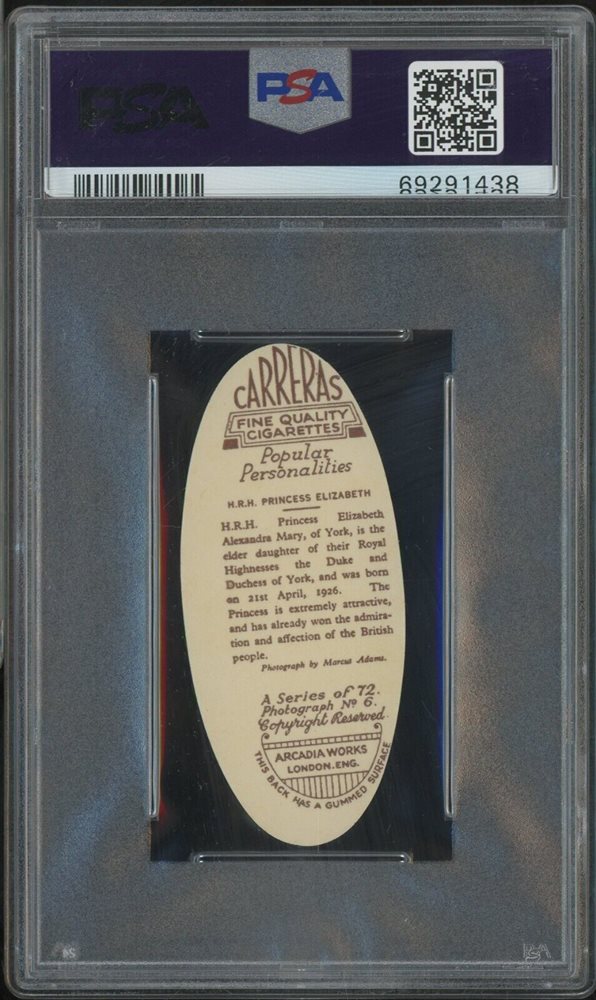 PSA
PSA
69291438
CARRERAS
FINE QUALITY
CIGARETTES
Popular
Personalities
H.R.H. PRINCESS ELIZABETH
H.R.H. Princess Elizabeth
Alexandra Mary, of York, is the
elder daughter of their Royal
Highnesses the Duke and
Duchess of York, and was born
on 21st April, 1926. The
Princess is extremely attractive,
and has already won the admira-
tion and affection of the British
people.
Photograph by Marcus Adams.
A Series of 72.
Photograph Nº 6.
Copyright Reserved
ARCADIA WORKS
LONDON. ENG.
THIS BACK HAS A GUMMED SURFACE
PSA